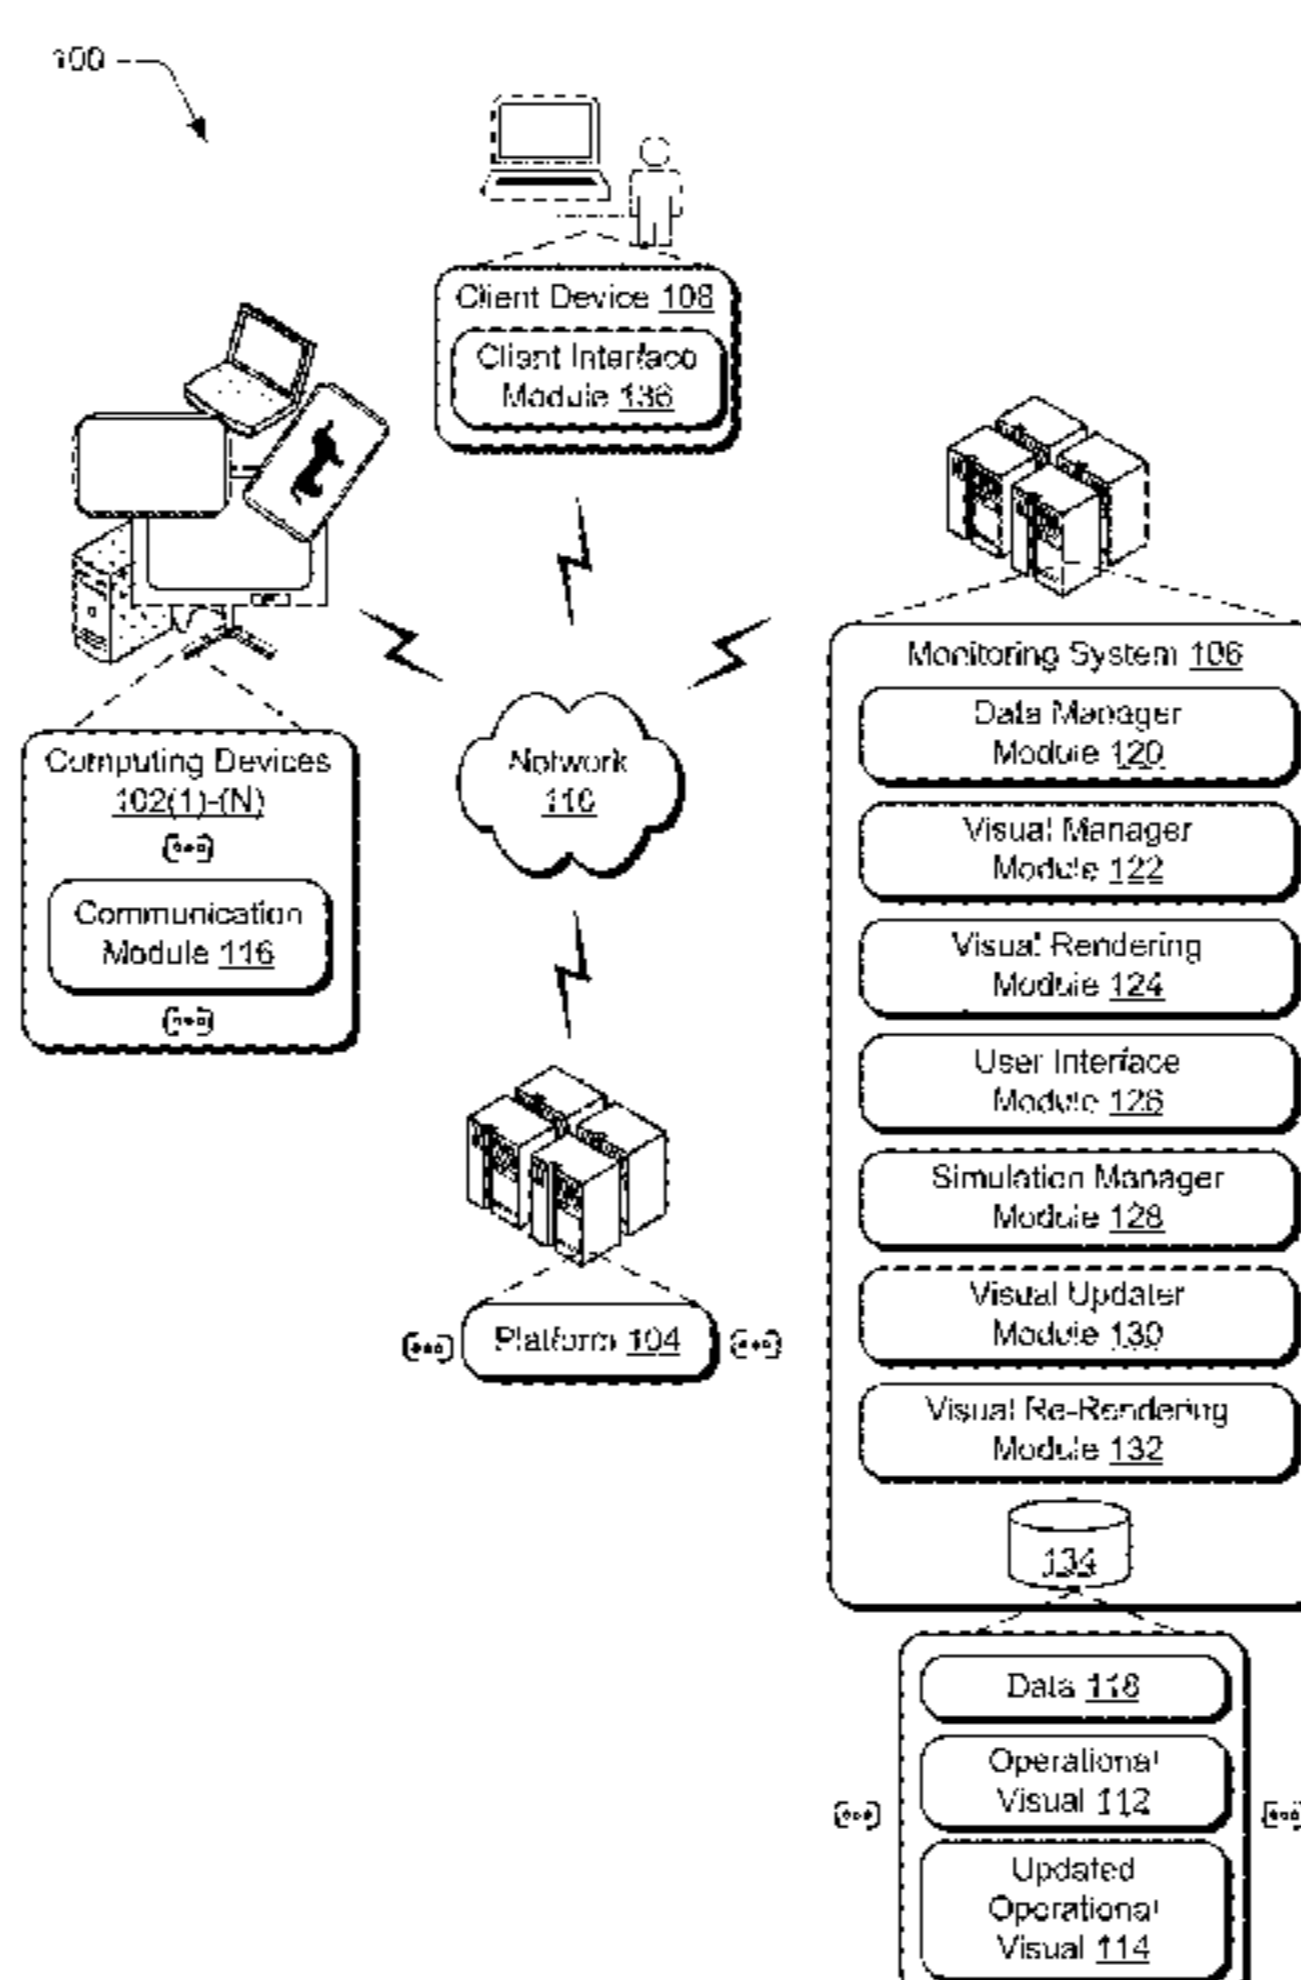 100
Client Device 108
Client Interface
Module 136
Monitoring System 106
Data Manager
Module 120
Visual Manager
Module 122
Visual Rendering
Module 124
User Interface
Module 126
Simulation Manager
Module 128
Visual Updater
Module 130
Visual Re-Rendering
Module 132
134
Data 118
Operational
Visual 112
Updated
Operational
Visual 114
Computing Devices
102(1)-(N)
Communication
Module 116
Network
110
Platform 104